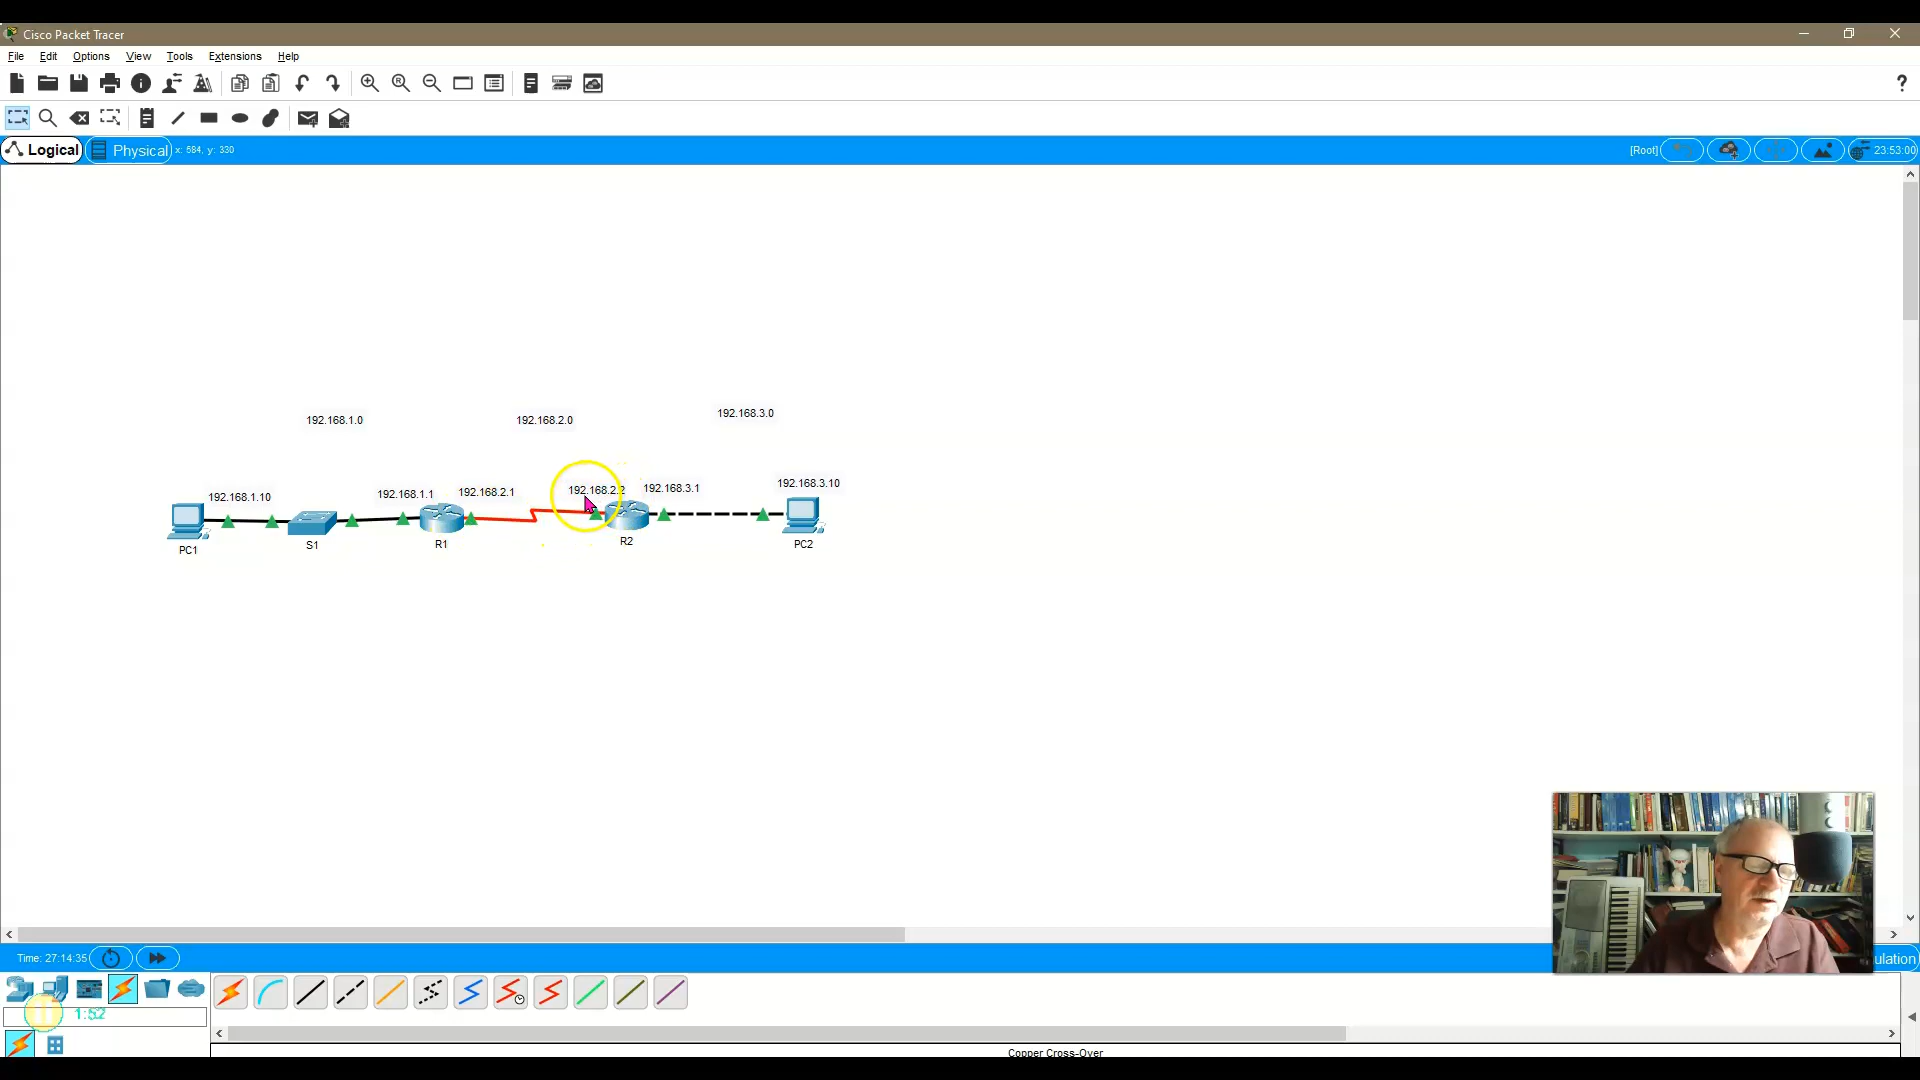 Cisco Packet Tracer
File Edit Options View Tools Extensions Help
?
Logical Physical x: 584, y: 330 [Root] 23:53:00
192.168.1.0 192.168.2.0 192.168.3.0
192.168.1.10 192.168.1.1 192.168.2.1 192.168.2.2 192.168.3.1 192.168.3.10
PC1 S1 R1 R2 PC2
Time: 27:14:35 ulation
1:52
Copper Cross-Over